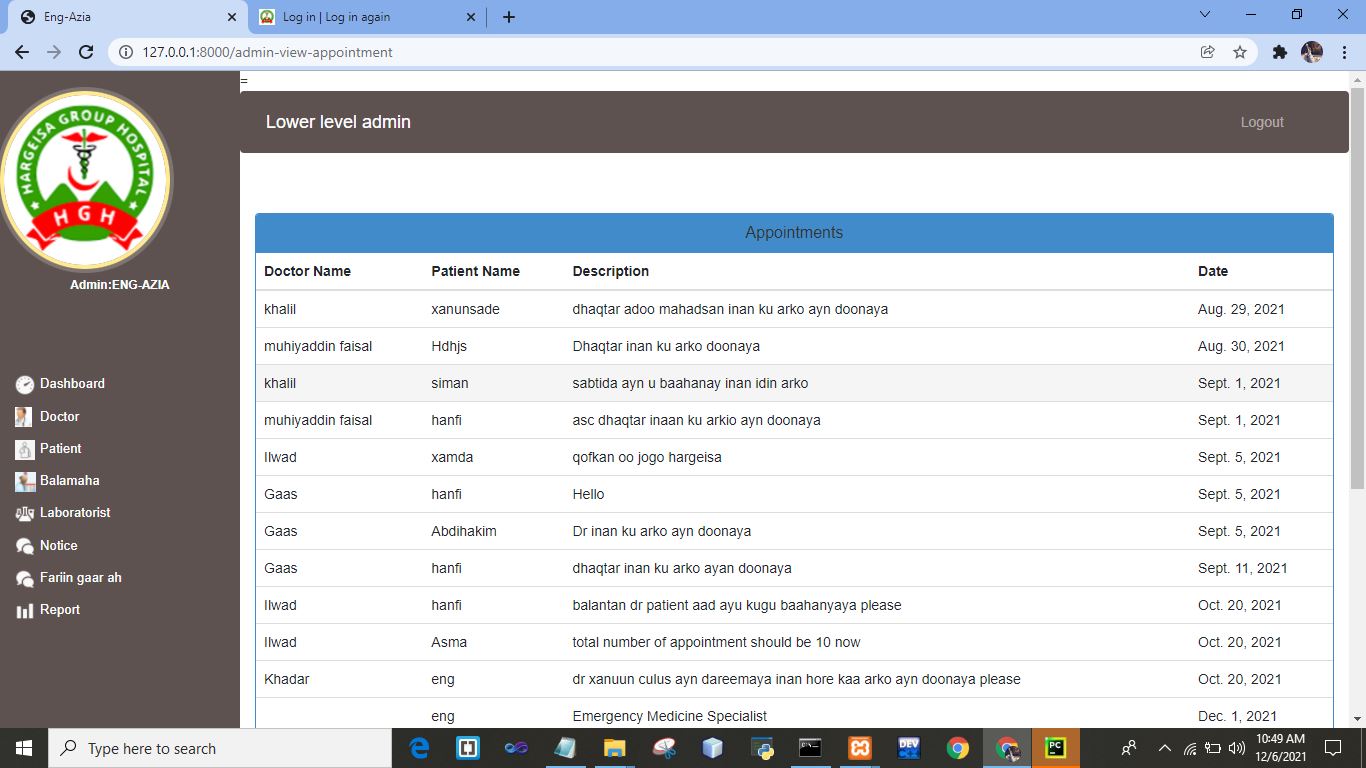 Eng-Azia
Log in | Log in again
127.0.0.1:8000/admin-view-appointment
=
HARGEISA GROUP HOSPITAL
HGH
Admin:ENG-AZIA
Lower level admin
Logout
Dashboard
Doctor
Patient
Balamaha
Laboratorist
Notice
Fariin gaar ah
Report
Appointments
Doctor Name Patient Name Description Date
khalil xanunsade dhaqtar adoo mahadsan inan ku arko ayn doonaya Aug. 29, 2021
muhiyaddin faisal Hdhjs Dhaqtar inan ku arko doonaya Aug. 30, 2021
khalil siman sabtida ayn u baahanay inan idin arko Sept. 1, 2021
muhiyaddin faisal hanfi asc dhaqtar inaan ku arkio ayn doonaya Sept. 1, 2021
Ilwad xamda qofkan oo jogo hargeisa Sept. 5, 2021
Gaas hanfi Hello Sept. 5, 2021
Gaas Abdihakim Dr inan ku arko ayn doonaya Sept. 5, 2021
Gaas hanfi dhaqtar inan ku arko ayan doonaya Sept. 11, 2021
Ilwad hanfi balantan dr patient aad ayu kugu baahanyaya please Oct. 20, 2021
Ilwad Asma total number of appointment should be 10 now Oct. 20, 2021
Khadar eng dr xanuun culus ayn dareemaya inan hore kaa arko ayn doonaya please Oct. 20, 2021
eng Emergency Medicine Specialist Dec. 1, 2021
Type here to search
DEV
PC
10:49 AM
12/6/2021